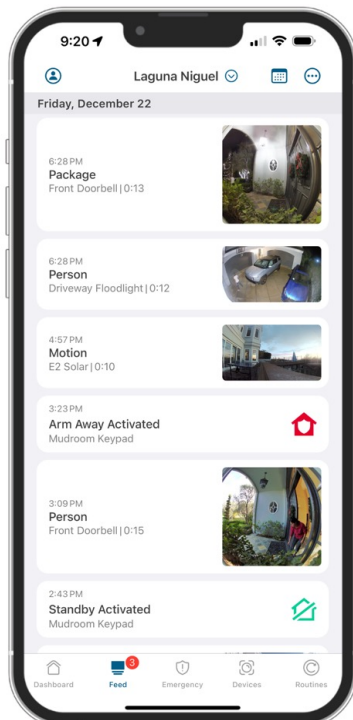 9:20
Laguna Niguel
Friday, December 22
6:28 PM
Package
Front Doorbell | 0:13
6:28 PM
Person
Driveway Floodlight | 0:12
4:57 PM
Motion
E2 Solar | 0:10
3:23 PM
Arm Away Activated
Mudroom Keypad
3:09 PM
Person
Front Doorbell | 0:15
2:43 PM
Standby Activated
Mudroom Keypad
3
Dashboard
Feed
Emergency
Devices
Routines